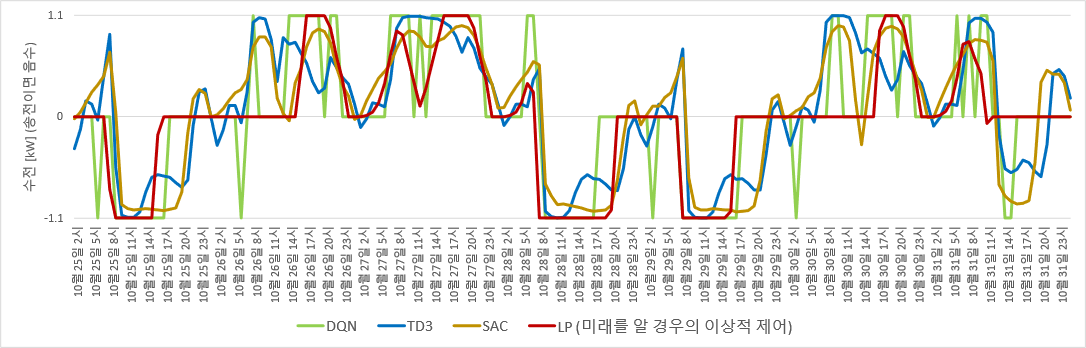 수전 [kW] (송전이면 음수)
1.1
0
-1.1
10월 25일 2시
10월 25일 5시
10월 25일 8시
10월 25일 11시
10월 25일 14시
10월 25일 17시
10월 25일 20시
10월 25일 23시
10월 26일 2시
10월 26일 5시
10월 26일 8시
10월 26일 11시
10월 26일 14시
10월 26일 17시
10월 26일 20시
10월 26일 23시
10월 27일 2시
10월 27일 5시
10월 27일 8시
10월 27일 11시
10월 27일 14시
10월 27일 17시
10월 27일 20시
10월 27일 23시
10월 28일 2시
10월 28일 5시
10월 28일 8시
10월 28일 11시
10월 28일 14시
10월 28일 17시
10월 28일 20시
10월 28일 23시
10월 29일 2시
10월 29일 5시
10월 29일 8시
10월 29일 11시
10월 29일 14시
10월 29일 17시
10월 29일 20시
10월 29일 23시
10월 30일 2시
10월 30일 5시
10월 30일 8시
10월 30일 11시
10월 30일 14시
10월 30일 17시
10월 30일 20시
10월 30일 23시
10월 31일 2시
10월 31일 5시
10월 31일 8시
10월 31일 11시
10월 31일 14시
10월 31일 17시
10월 31일 20시
10월 31일 23시
DQN TD3 SAC LP (미래를 알 경우의 이상적 제어)